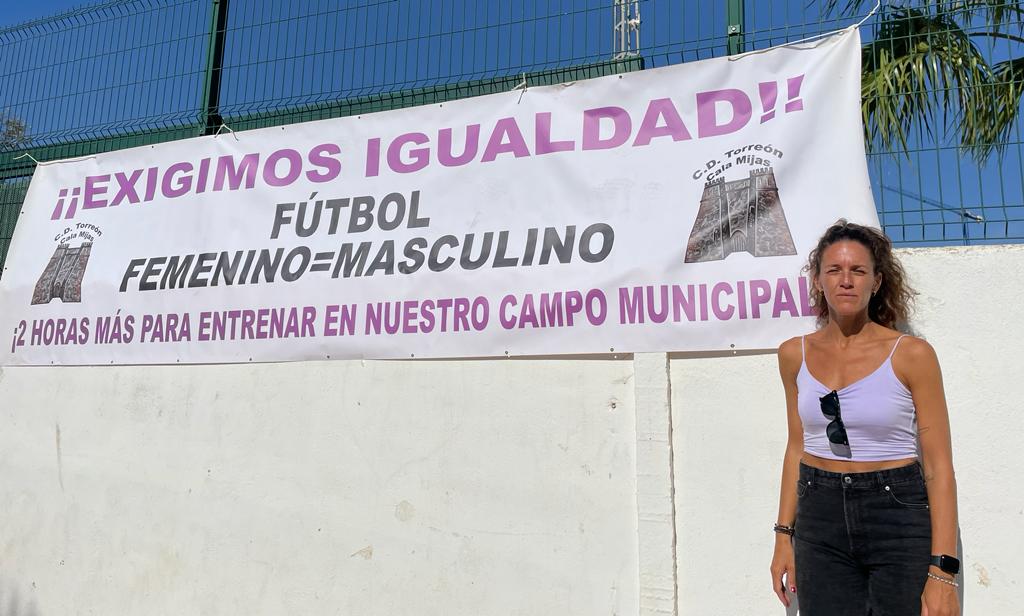 ¡¡EXIGIMOS IGUALDAD!!
FÚTBOL
FEMENINO=MASCULINO
¡2 HORAS MÁS PARA ENTRENAR EN NUESTRO CAMPO MUNICIPAL
C.D. Torreón
Cala Mijas
C.D. Torreón
Cala Mijas